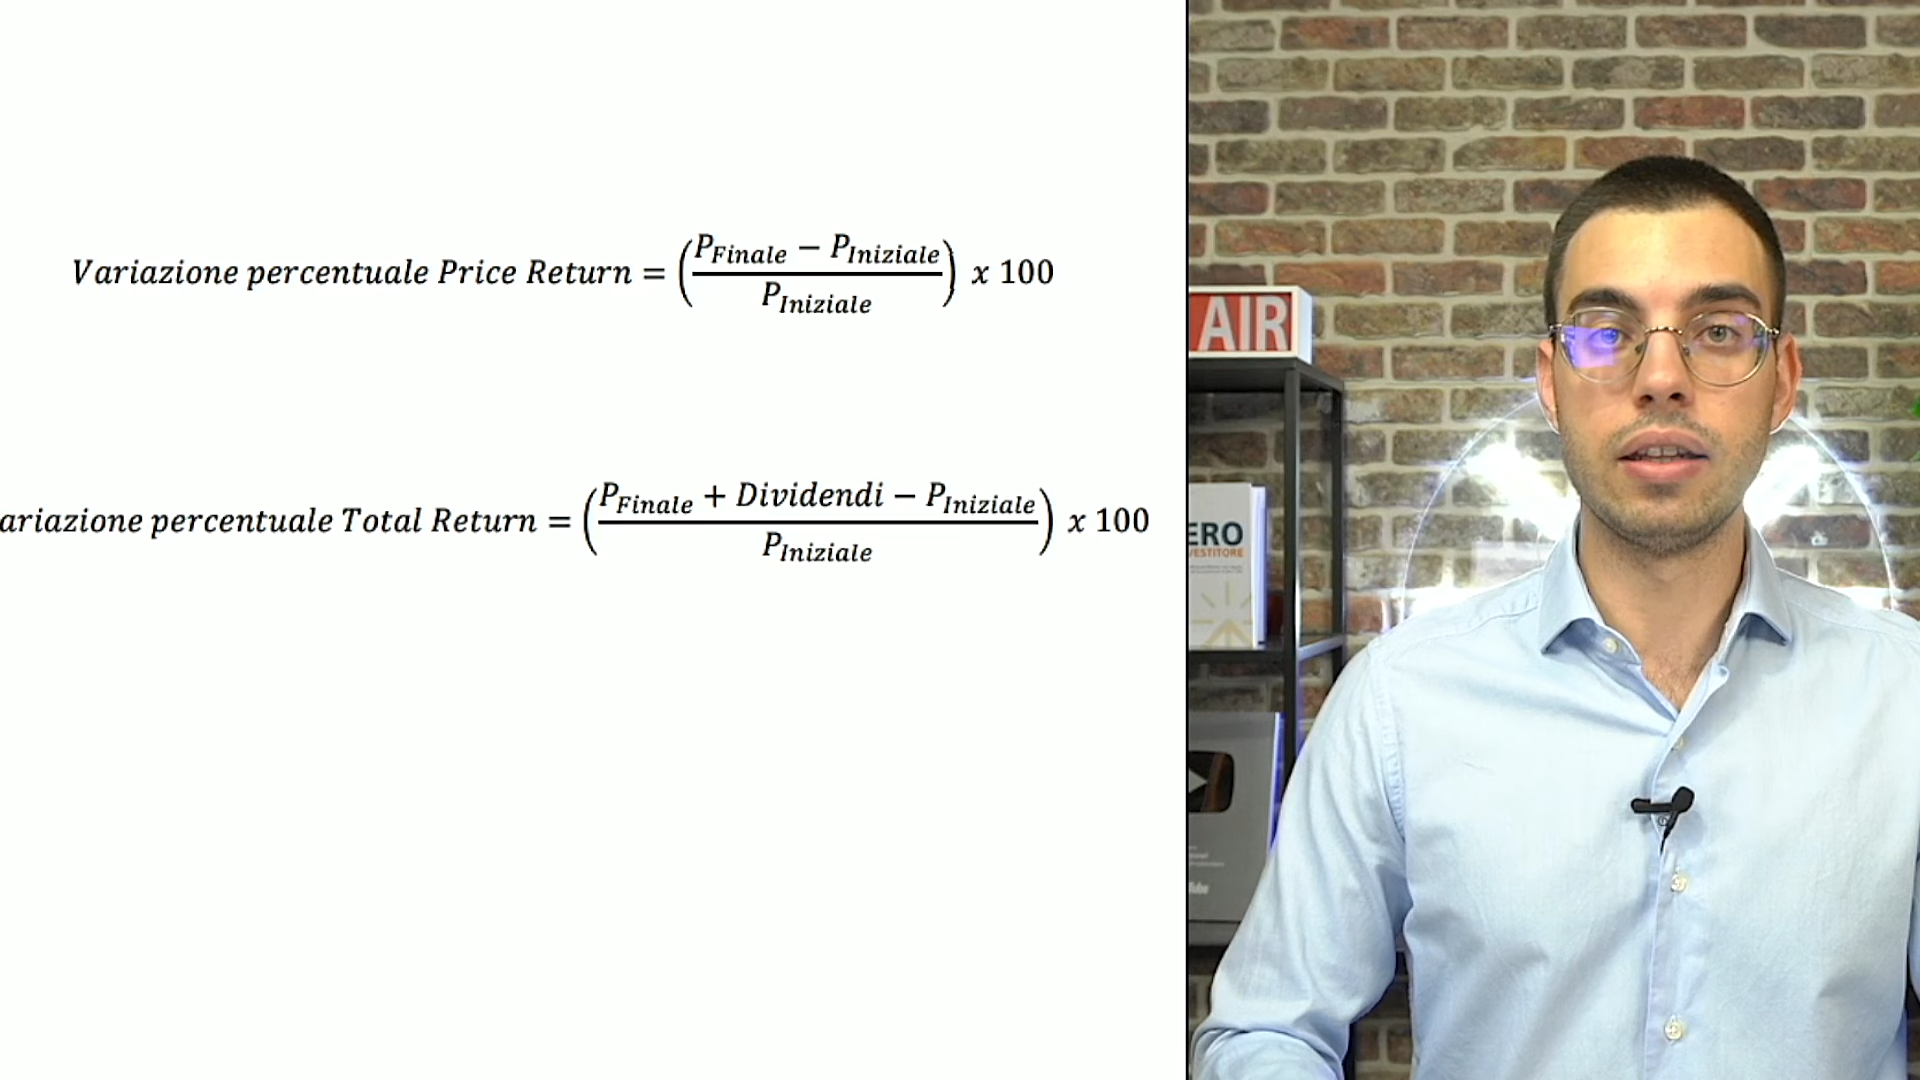 Variazione percentuale Price Return = (P_Finale − P_Iniziale / P_Iniziale) x 100
ariazione percentuale Total Return = (P_Finale + Dividendi − P_Iniziale / P_Iniziale) x 100
AIR
ERO
VESTITORE